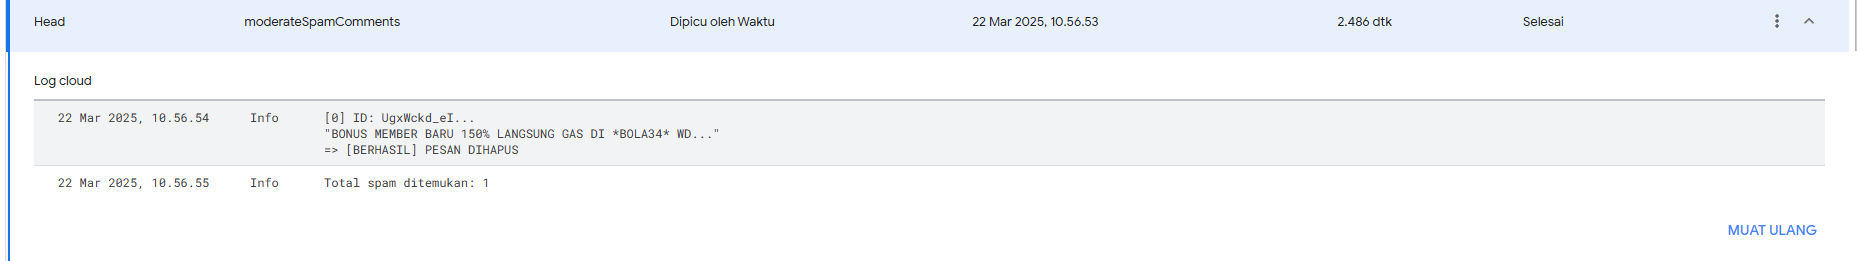 Head moderateSpamComments Dipicu oleh Waktu 22 Mar 2025, 10.56.53 2.486 dtk Selesai
Log cloud
22 Mar 2025, 10.56.54 Info [0] ID: UgxWckd_eI...
"BONUS MEMBER BARU 150% LANGSUNG GAS DI *BOLA34* WD..."
=> [BERHASIL] PESAN DIHAPUS
22 Mar 2025, 10.56.55 Info Total spam ditemukan: 1
MUAT ULANG